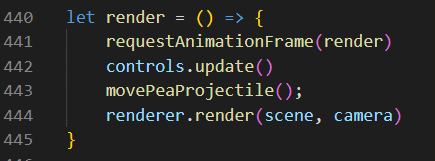 440 let render = () => {
441 requestAnimationFrame(render)
442 controls.update()
443 movePeaProjectile();
444 renderer.render(scene, camera)
445 }